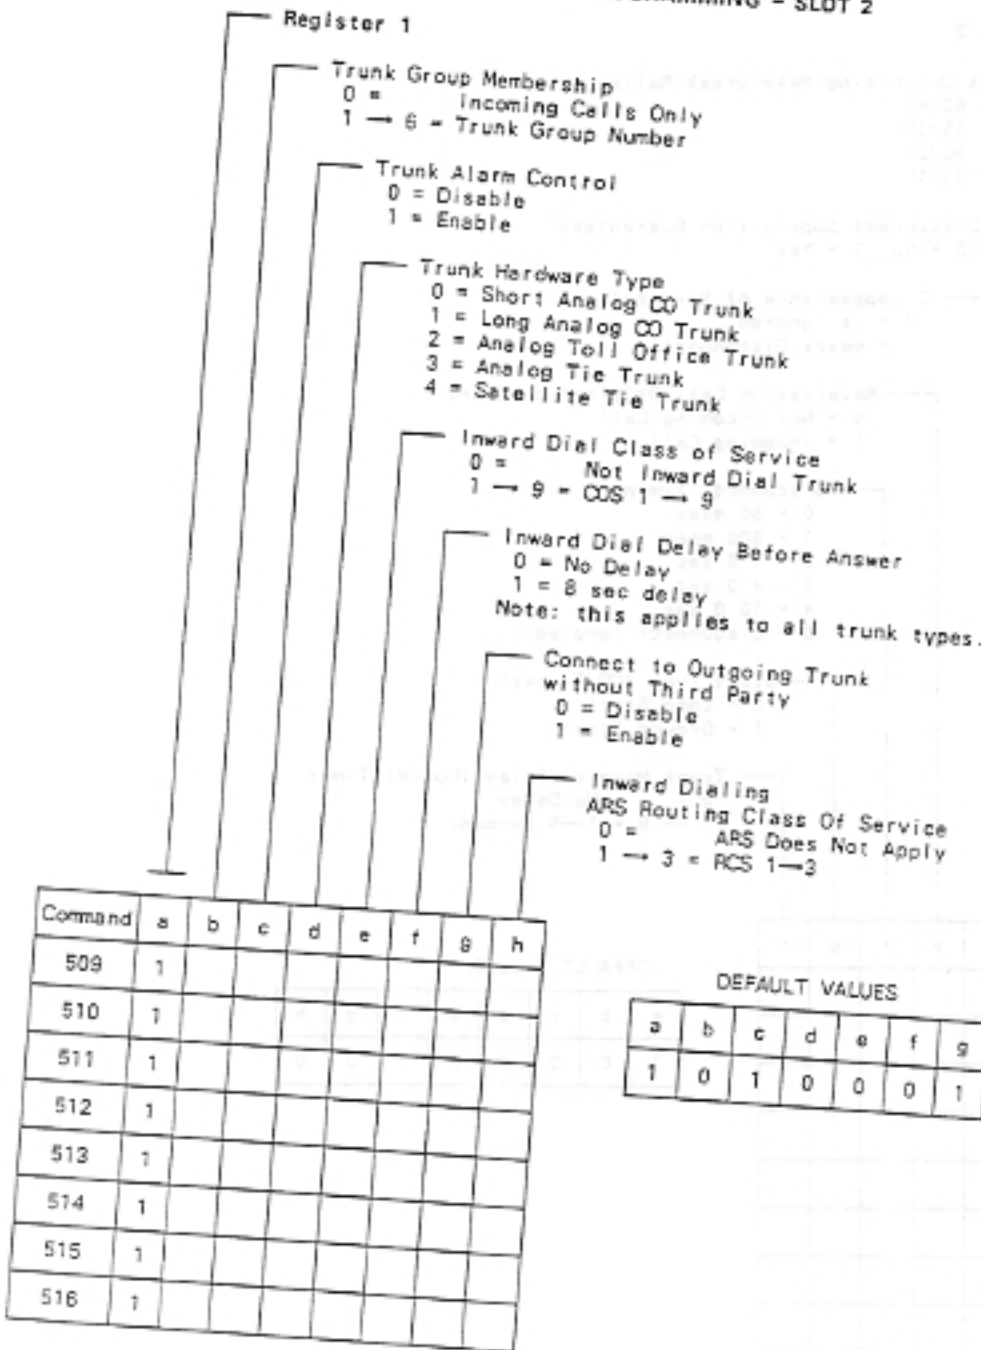 - SLOT 2
Register 1
Trunk Group Membership
0 = Incoming Calls Only
1 → 6 = Trunk Group Number
Trunk Alarm Control
0 = Disable
1 = Enable
Trunk Hardware Type
0 = Short Analog CO Trunk
1 = Long Analog CO Trunk
2 = Analog Toll Office Trunk
3 = Analog Tie Trunk
4 = Satellite Tie Trunk
Inward Dial Class of Service
0 = Not Inward Dial Trunk
1 → 9 = COS 1 → 9
Inward Dial Delay Before Answer
0 = No Delay
1 = 8 sec delay
Note: this applies to all trunk types.
Connect to Outgoing Trunk
without Third Party
0 = Disable
1 = Enable
Inward Dialing
ARS Routing Class Of Service
0 = ARS Does Not Apply
1 → 3 = RCS 1→3
Command a b c d e f g h
509 1
510 1
511 1
512 1
513 1
514 1
515 1
516 1
DEFAULT VALUES
a b c d e f g
1 0 1 0 0 0 1